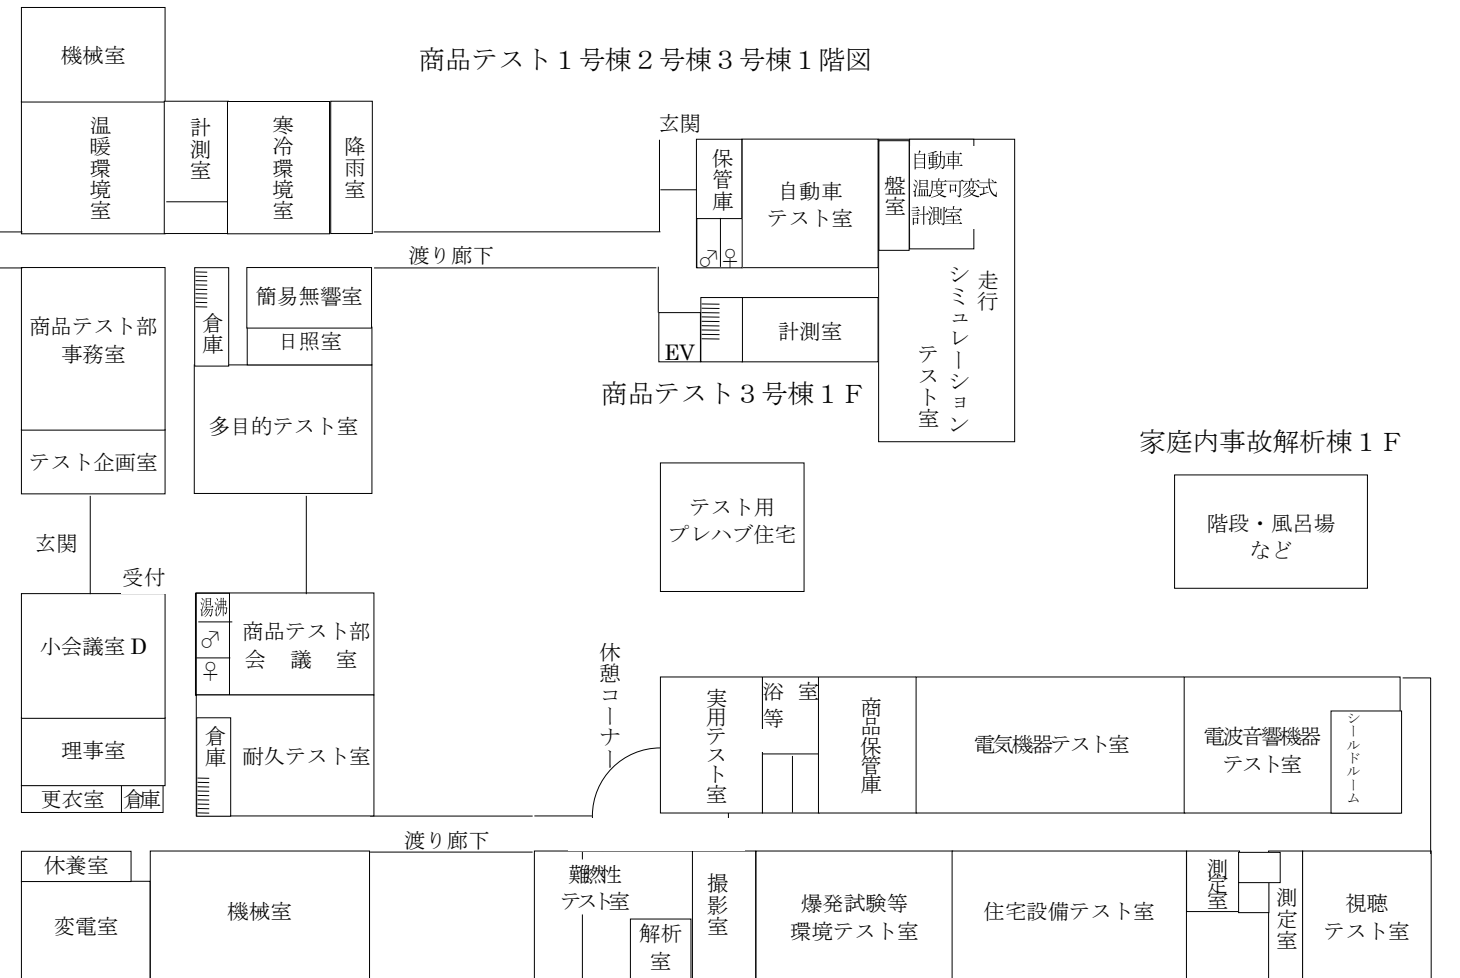 機械室
商品テスト１号棟２号棟３号棟１階図
温暖環境室
計測室
寒冷環境室
降雨室
玄関
保管庫
♂
♀
自動車
テスト室
盤室
自動車
温度可変式
計測室
渡り廊下
走行
シミュレーション
テスト室
商品テスト部
事務室
倉庫
簡易無響室
日照室
EV
計測室
商品テスト３号棟１Ｆ
多目的テスト室
テスト企画室
家庭内事故解析棟１Ｆ
テスト用
プレハブ住宅
階段・風呂場
など
玄関
受付
小会議室D
湯沸
♂
♀
商品テスト部
会議室
休憩コーナー
理事室
倉庫
耐久テスト室
更衣室
倉庫
実用テスト室
浴室
等
商品保管庫
電気機器テスト室
電波音響機器
テスト室
シールドルーム
渡り廊下
休養室
変電室
機械室
難燃性
テスト室
解析
室
撮影室
爆発試験等
環境テスト室
住宅設備テスト室
測定室
測定室
視聴
テスト室